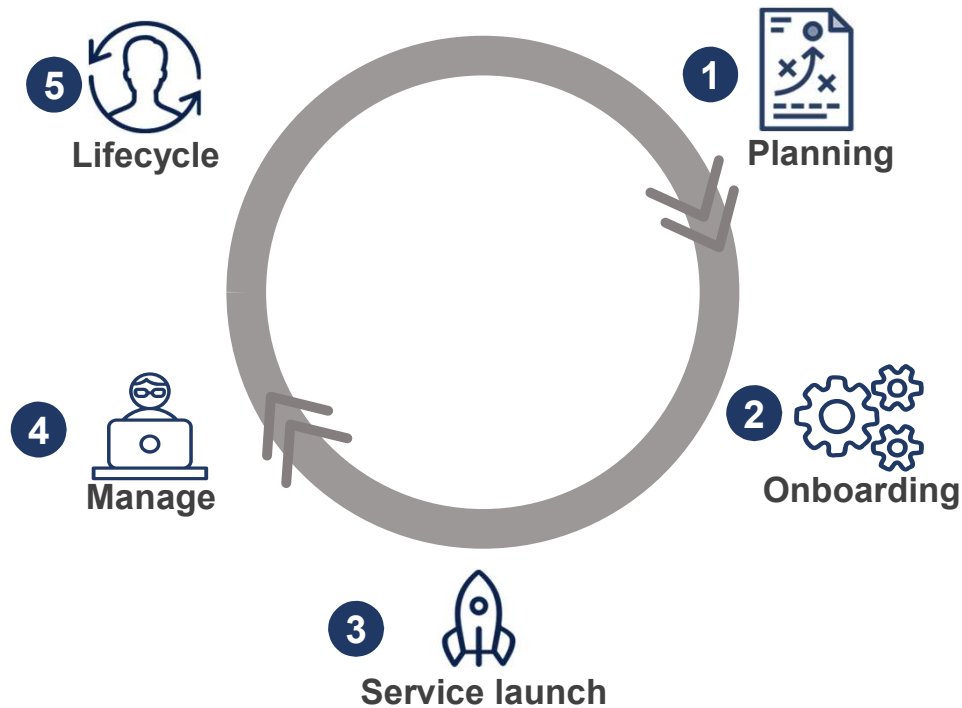 1
Planning
2
Onboarding
3
Service launch
4
Manage
5
Lifecycle